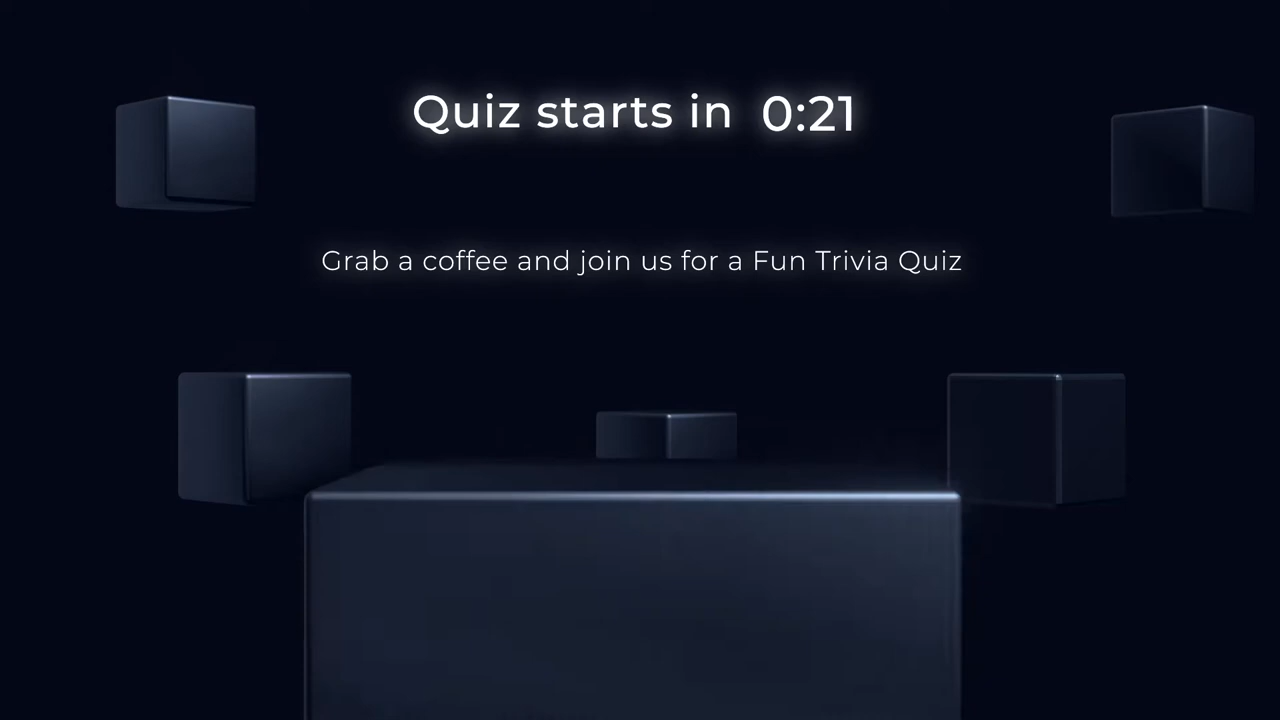 Quiz starts in 0:21
Grab a coffee and join us for a Fun Trivia Quiz